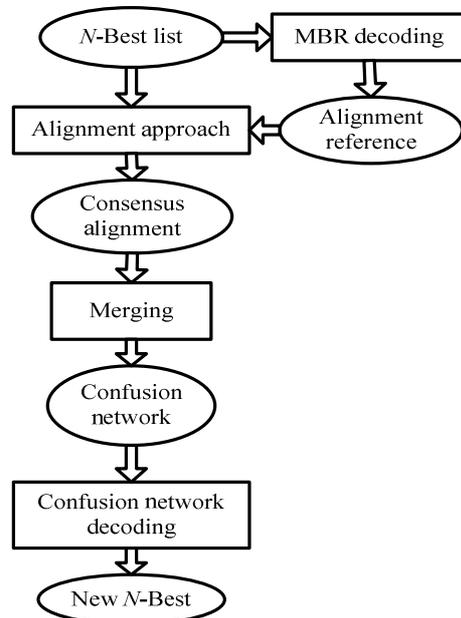 N-Best list
MBR decoding
Alignment approach
Alignment
reference
Consensus
alignment
Merging
Confusion
network
Confusion network
decoding
New N-Best